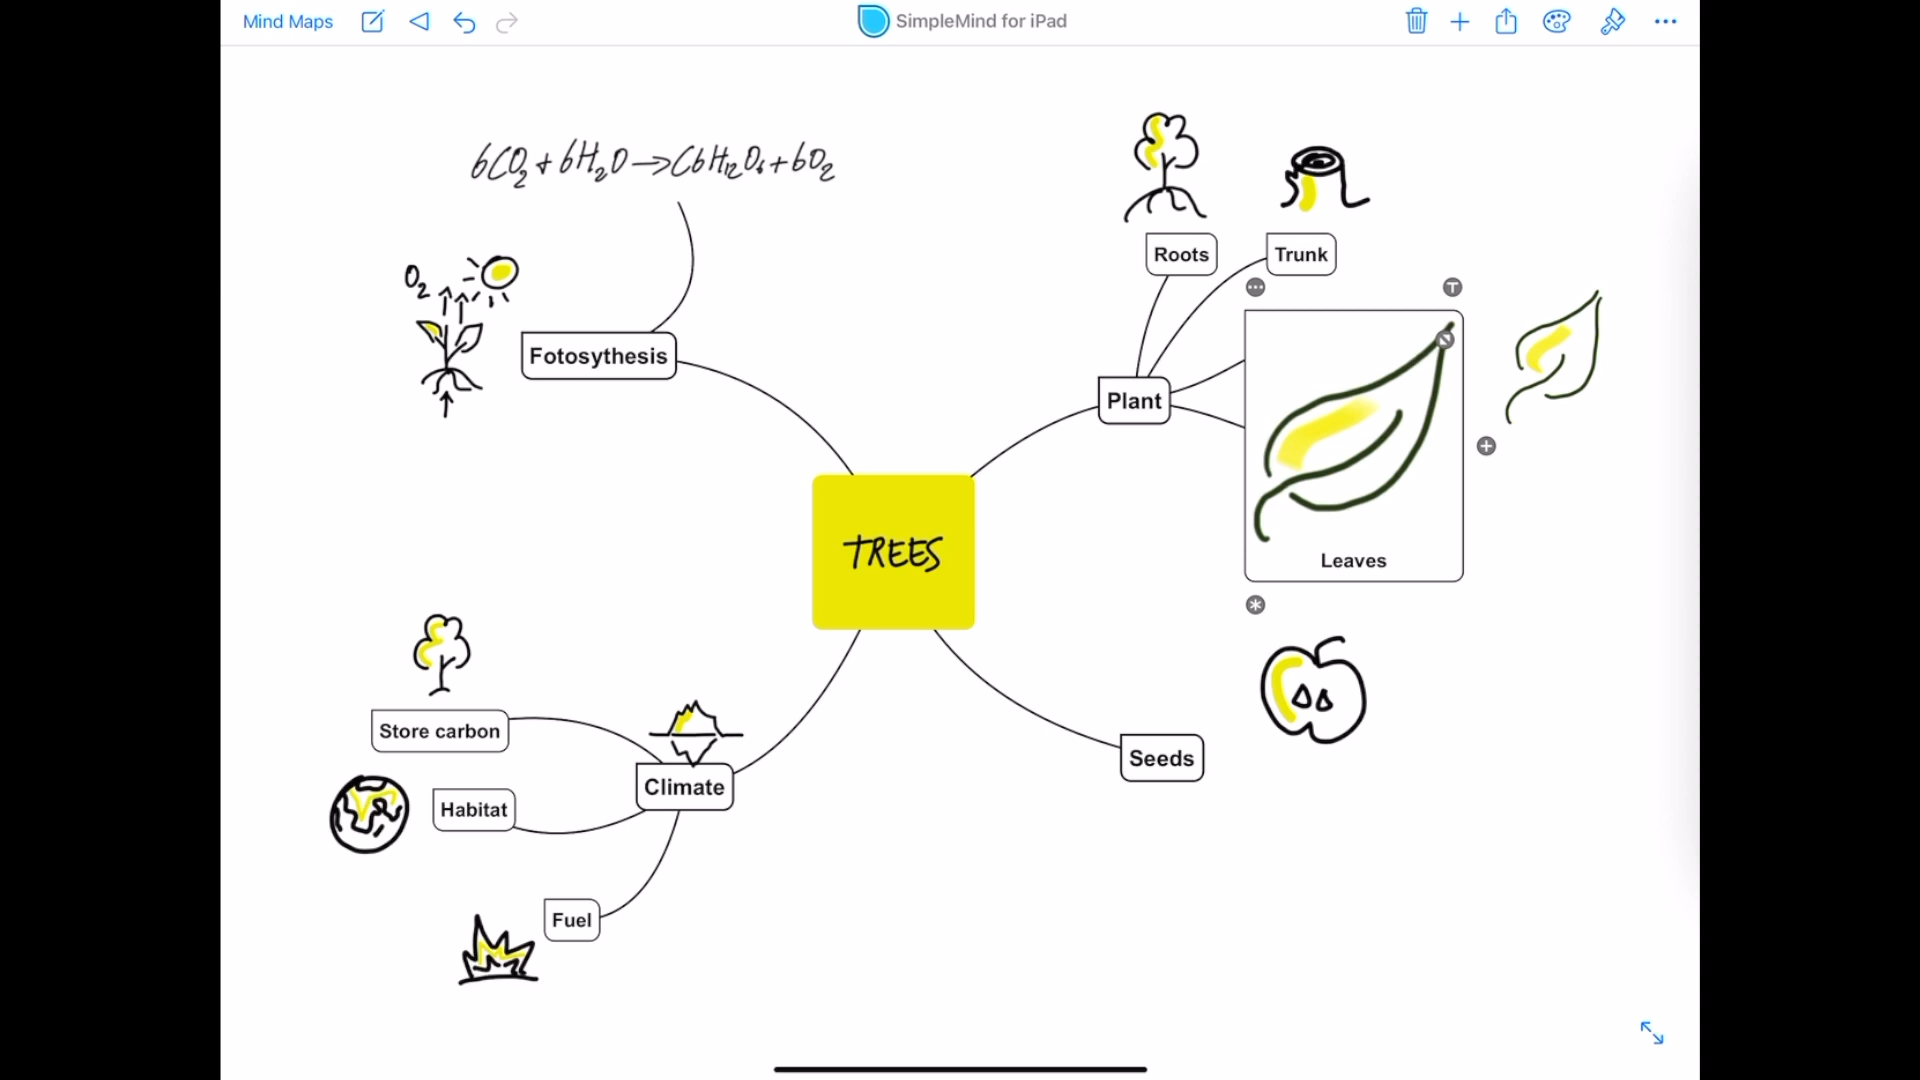 Mind Maps
SimpleMind for iPad
6CO₂ + 6H₂O → C6H₁₂O₆ + 6O₂
O₂
Fotosythesis
Roots
Trunk
Plant
Leaves
TREES
Store carbon
Climate
Habitat
Fuel
Seeds